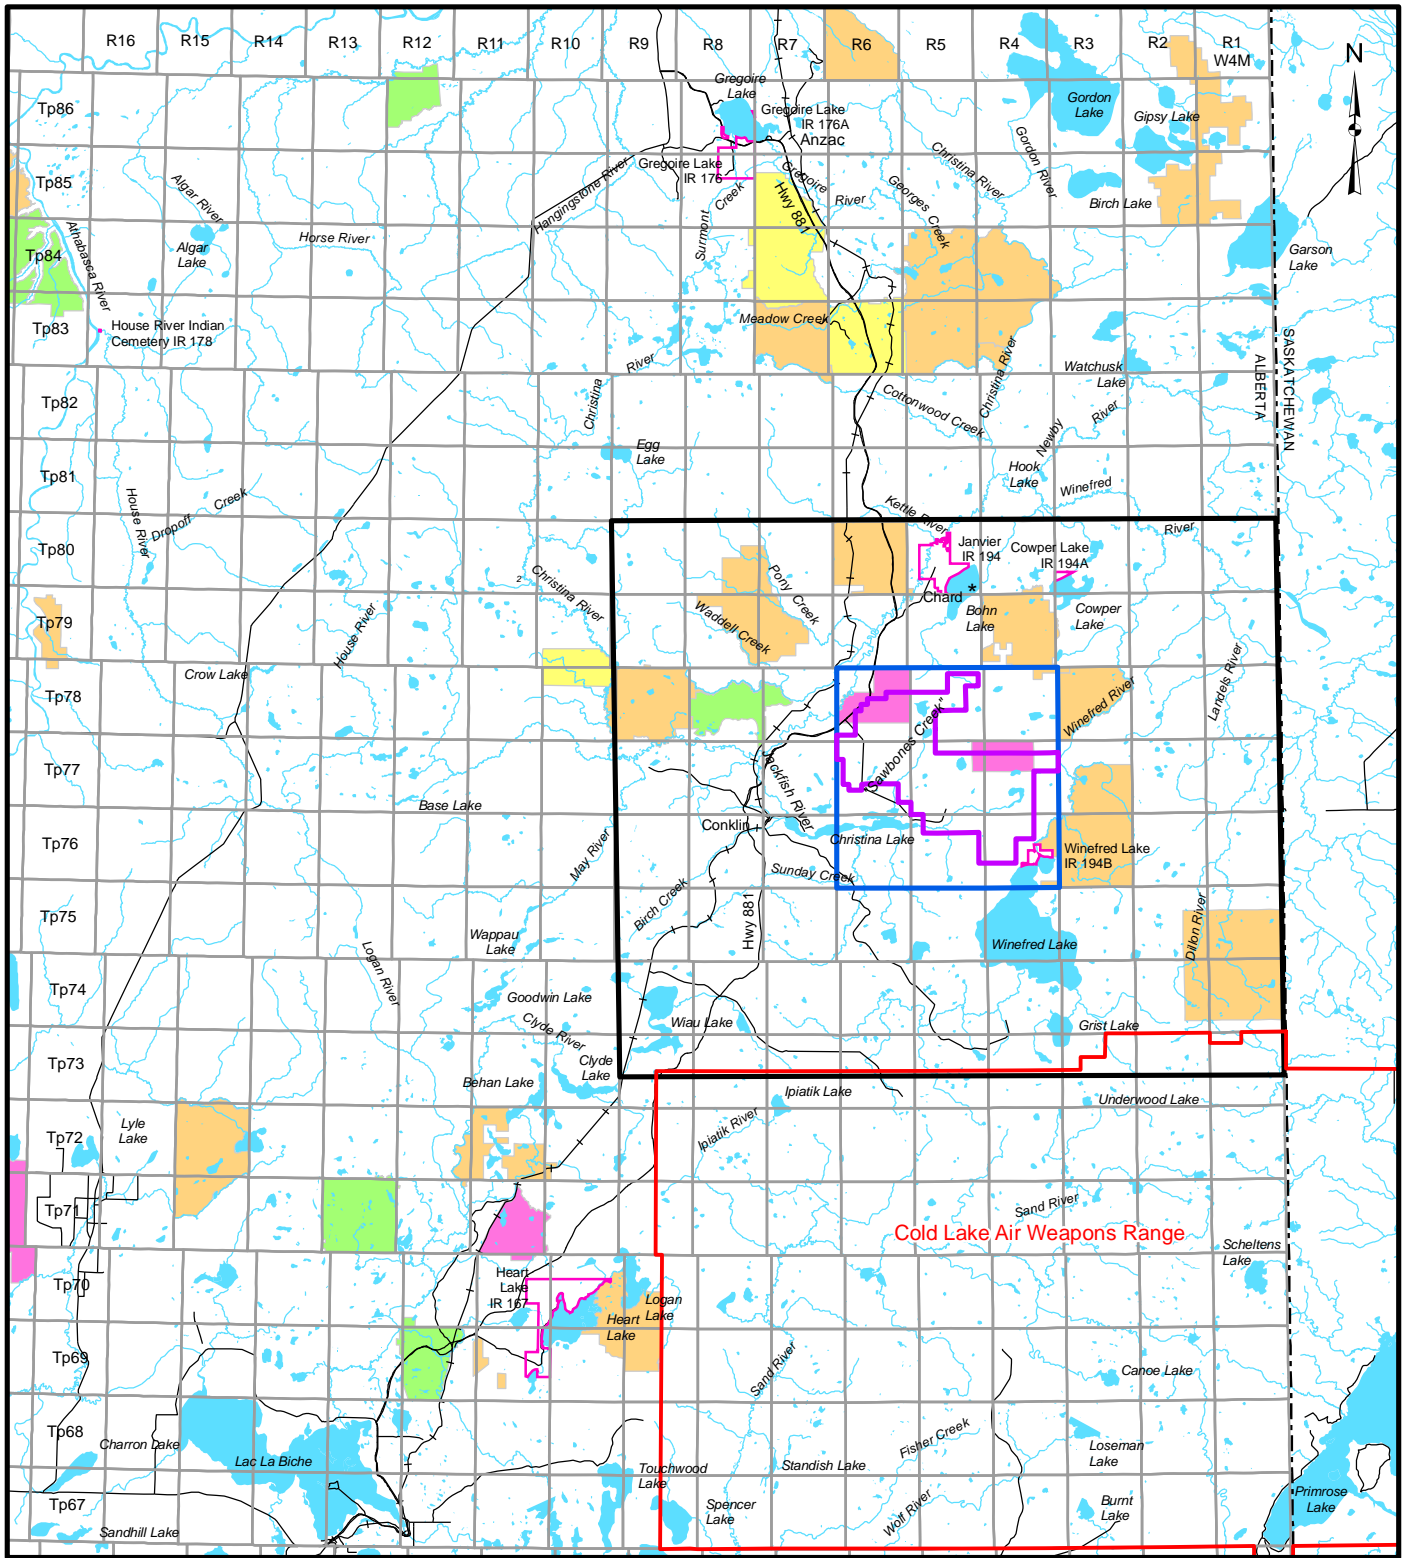 R16
R15
R14
R13
R12
R11
R10
R9
R8
R7
R6
R5
R4
R3
R2
R1
W4M
N
Tp86
Tp85
Tp84
Tp83
Tp82
Tp81
Tp80
Tp79
Tp78
Tp77
Tp76
Tp75
Tp74
Tp73
Tp72
Tp71
Tp70
Tp69
Tp68
Tp67
Gregoire
Lake
Gregoire Lake
IR 176A
Anzac
Gregoire Lake
IR 176
Gordon
Lake
Gipsy Lake
Gordon River
Christina River
Birch Lake
Garson
Lake
Algar River
Algar
Lake
Athabasca River
Horse River
Hangingstone River
Surmont
Creek
Gregoire
River
Hwy 881
Georges Creek
House River Indian
Cemetery IR 178
Meadow Creek
Christina River
Watchusk
Lake
SASKATCHEWAN
ALBERTA
Christina
River
Cottonwood Creek
Newby
River
Egg
Lake
Hook
Lake
Winefred
River
House River
Dropoff
Creek
Kettle River
Janvier
IR 194
Cowper Lake
IR 194A
Chard
*
Bohn
Lake
Cowper
Lake
2
Christina River
Pony Creek
Waddell Creek
House River
Crow Lake
Landels River
Winefred River
"Sawbones Creek"
Jackfish River
Base Lake
Conklin
Christina Lake
Winefred Lake
IR 194B
May River
Sunday Creek
Birch Creek
Hwy 881
Wappau
Lake
Winefred Lake
Dillon River
Logan River
Goodwin Lake
Clyde River
Wiau Lake
Grist Lake
Clyde
Lake
Behan Lake
Ipiatik Lake
Underwood Lake
Ipiatik River
Lyle
Lake
Sand River
Cold Lake Air Weapons Range
Scheltens
Lake
Heart
Lake
IR 167
Logan
Lake
Heart
Lake
Sand River
Canoe Lake
Charron Lake
Lac La Biche
Fisher Creek
Loseman
Lake
Touchwood
Lake
Standish Lake
Spencer
Lake
Wolf River
Burnt
Lake
Primrose
Lake
Sandhill Lake